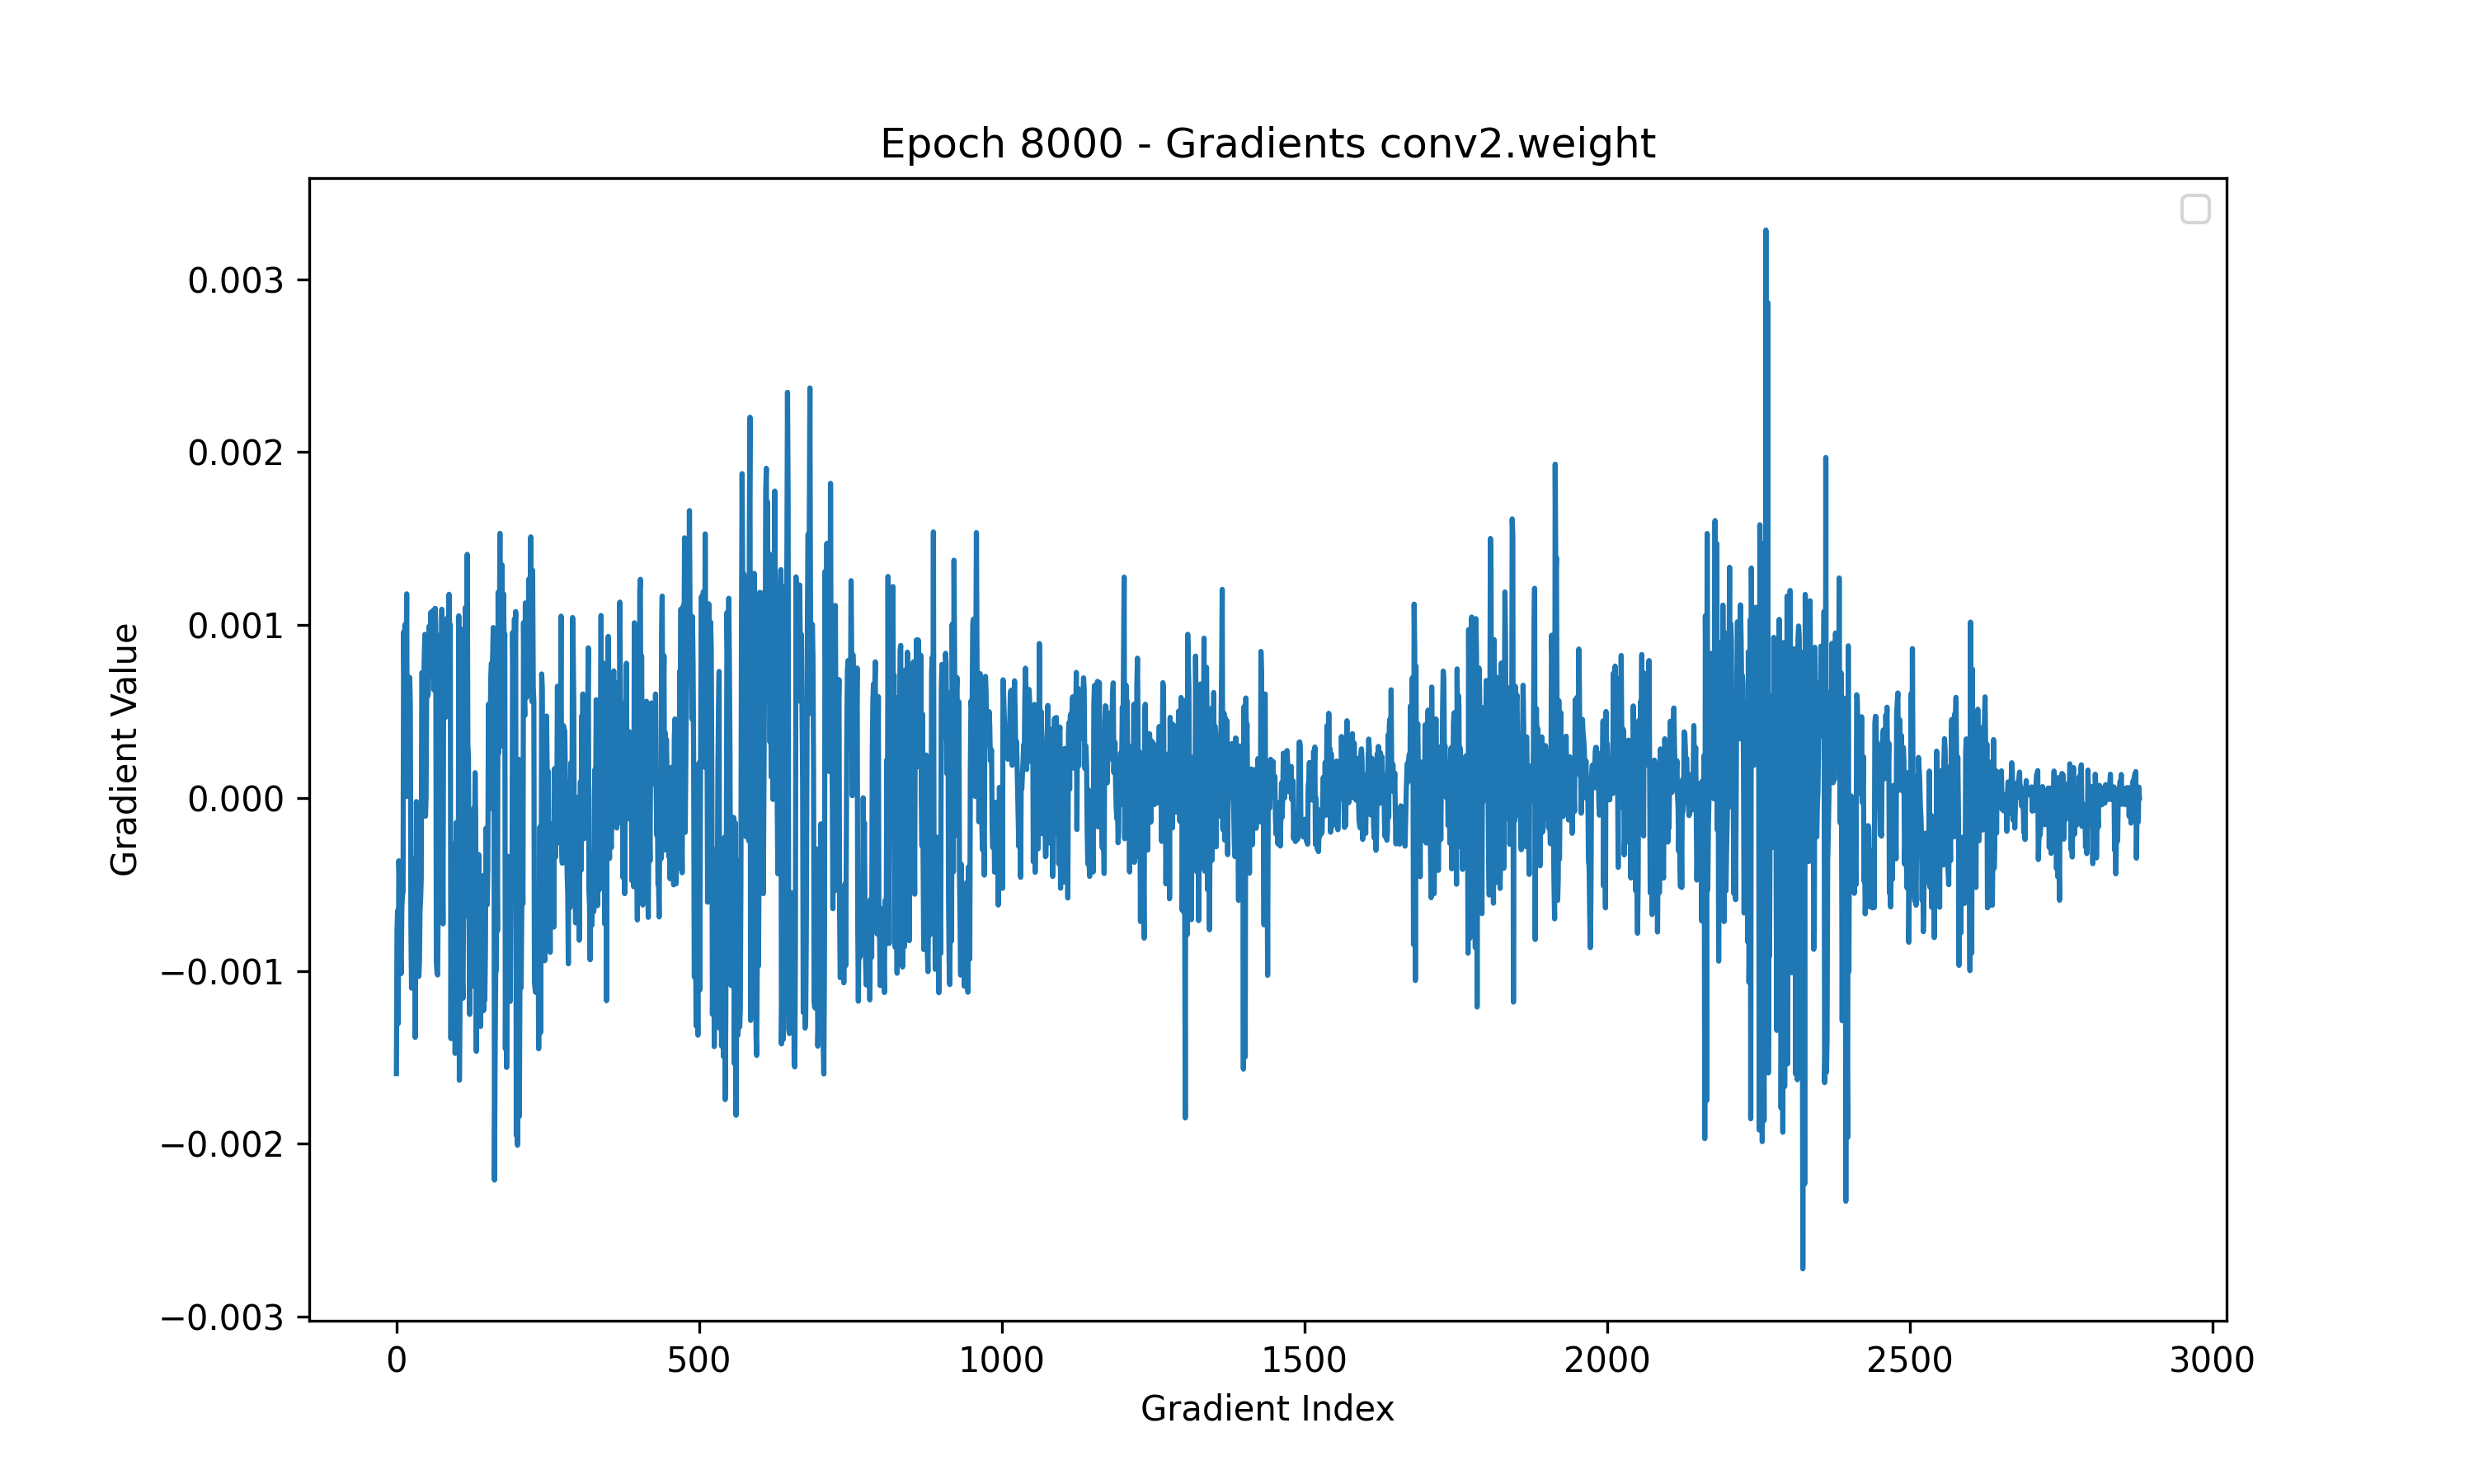 Epoch 8000 - Gradients conv2.weight
Gradient Value
0.003
0.002
0.001
0.000
−0.001
−0.002
−0.003
0 500 1000 1500 2000 2500 3000
Gradient Index